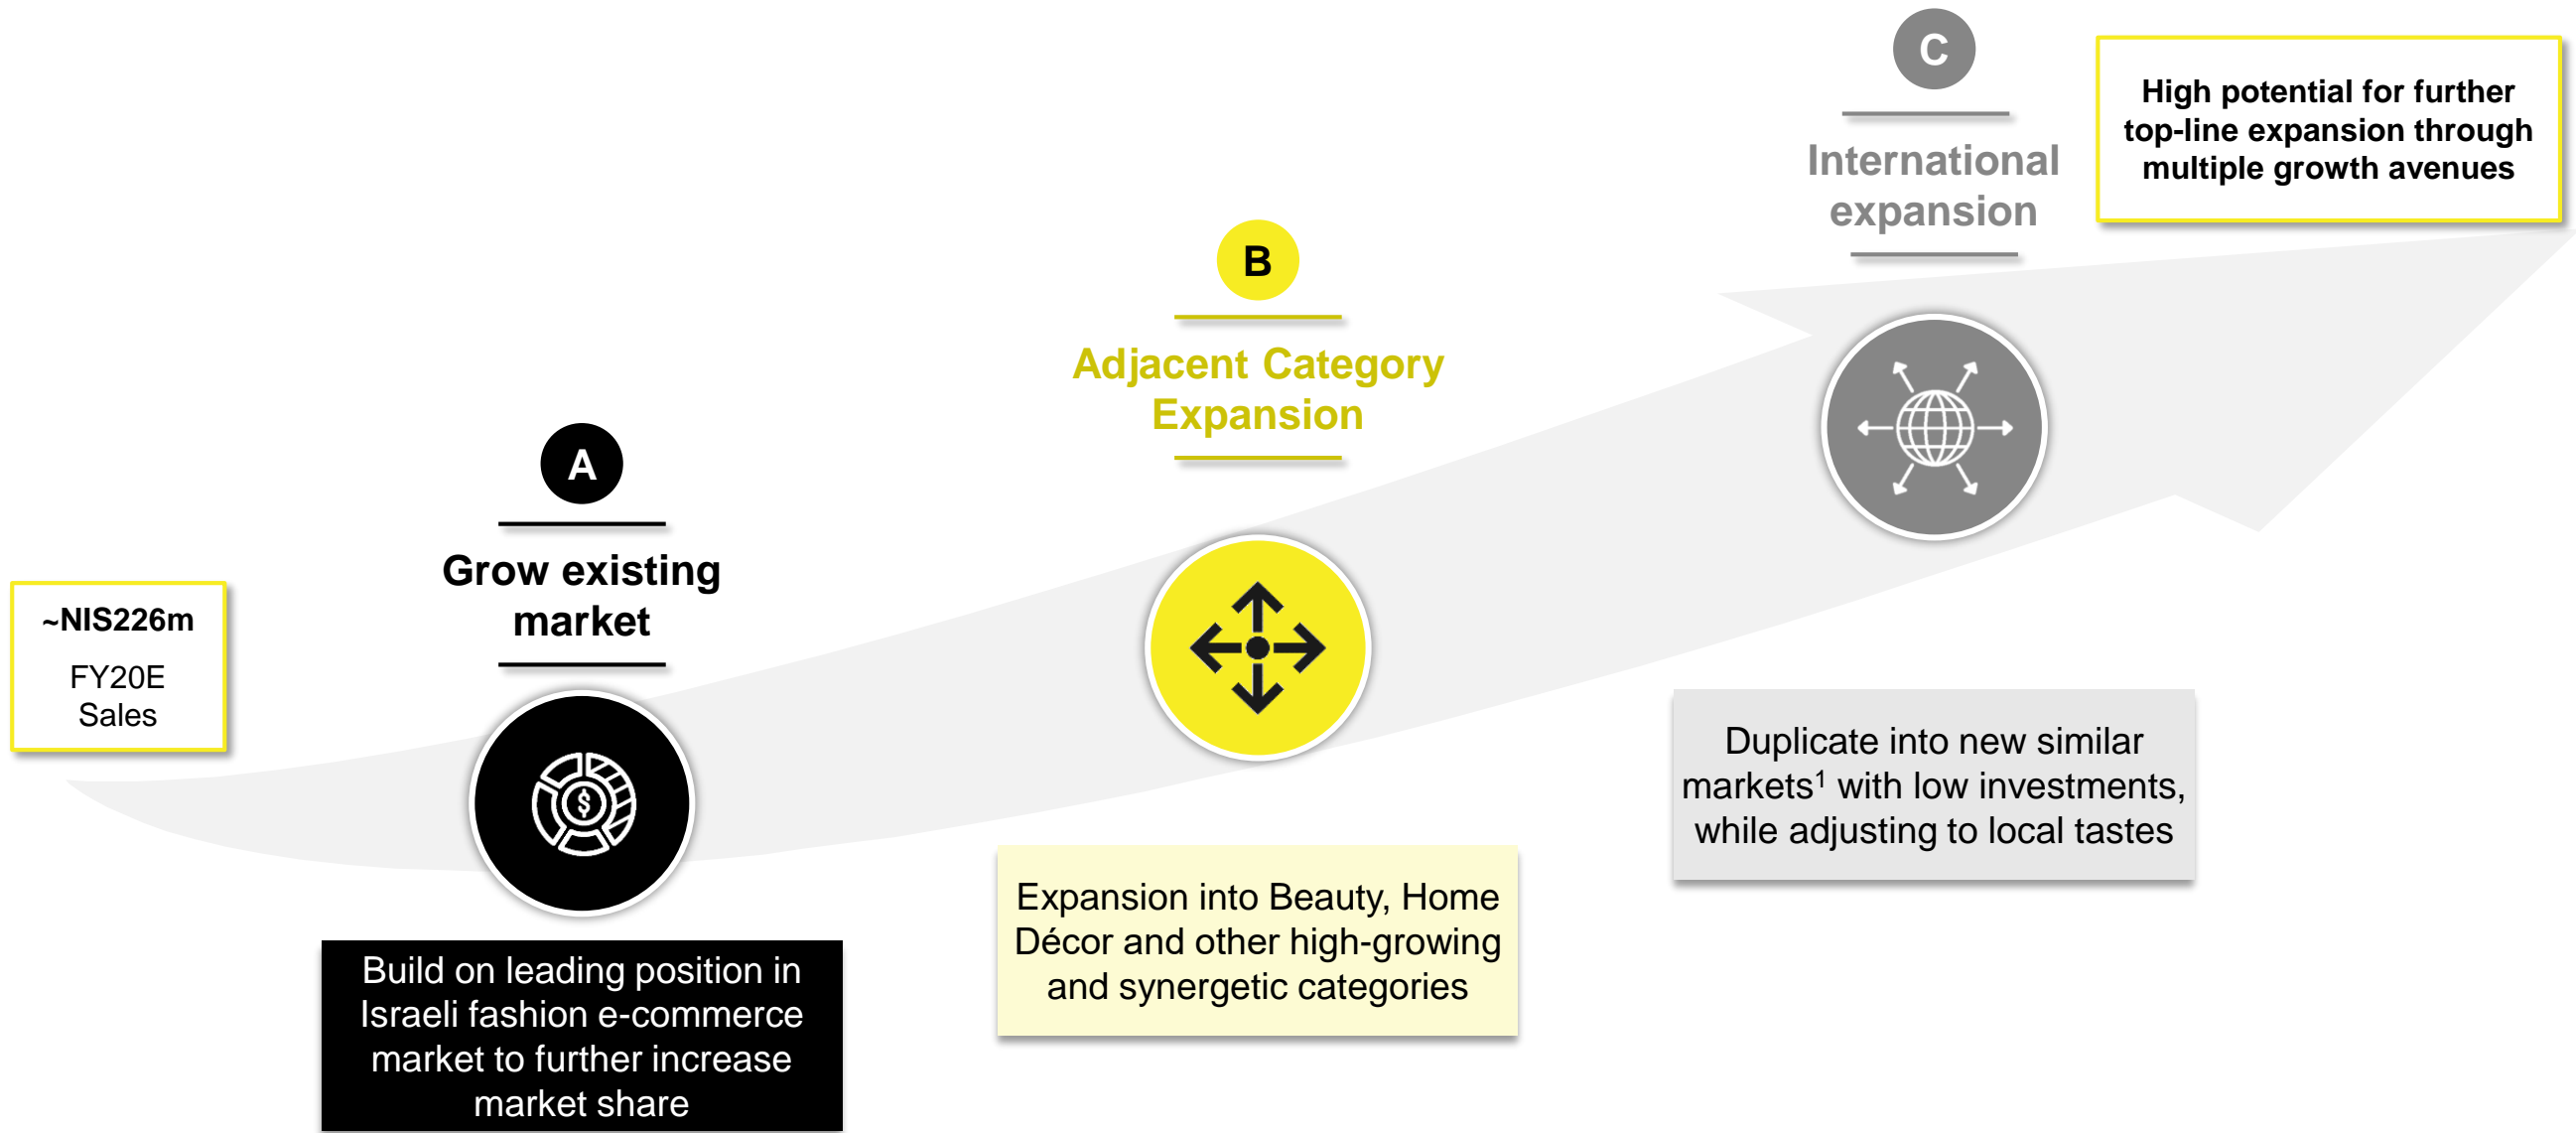 ~NIS226m
FY20E
Sales
A
Grow existing
market
$
Build on leading position in
Israeli fashion e-commerce
market to further increase
market share
B
Adjacent Category
Expansion
Expansion into Beauty, Home
Décor and other high-growing
and synergetic categories
C
International
expansion
Duplicate into new similar
markets¹ with low investments,
while adjusting to local tastes
High potential for further
top-line expansion through
multiple growth avenues